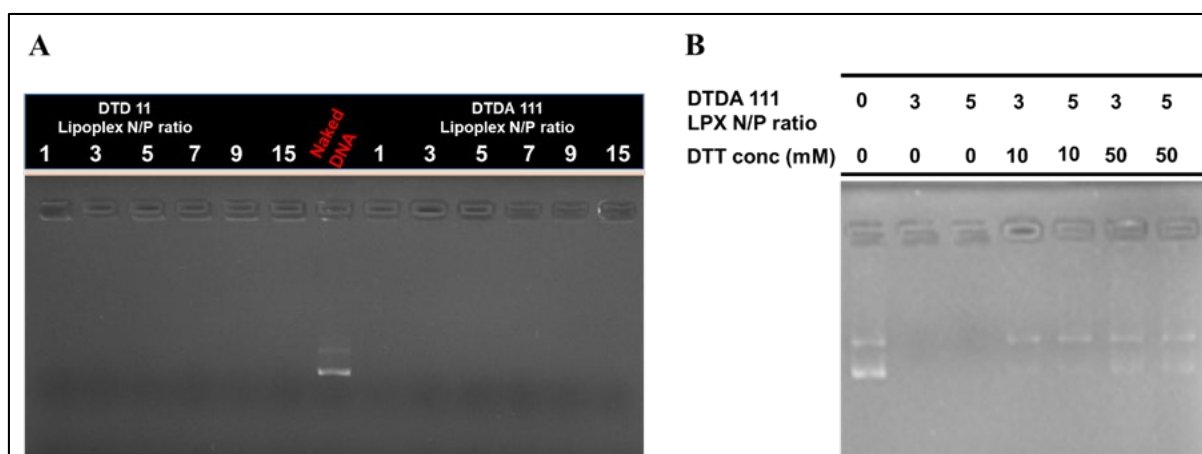 A
DTD 11
Lipoplex N/P ratio
1 3 5 7 9 15
Naked
DNA
DTDA 111
Lipoplex N/P ratio
1 3 5 7 9 15
B
DTDA 111 0 3 5 3 5 3 5
LPX N/P ratio
DTT conc (mM) 0 0 0 10 10 50 50